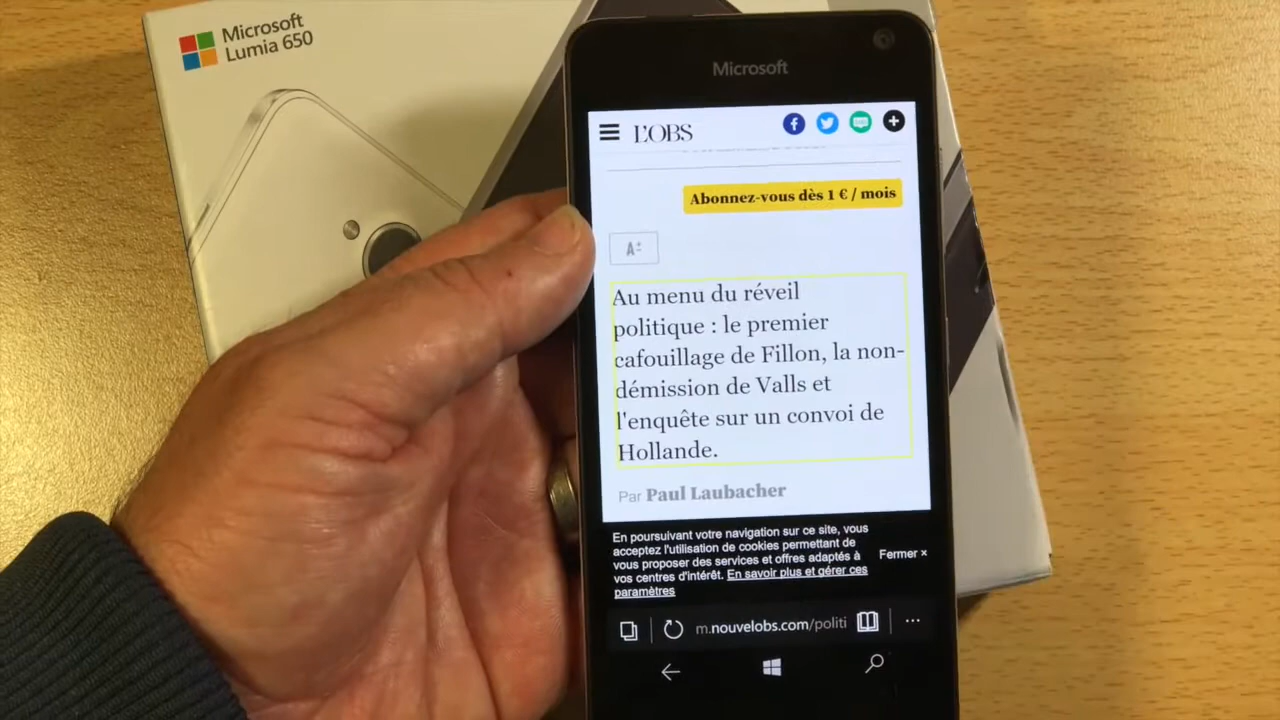 Microsoft
Lumia 650
Microsoft
L'OBS
Abonnez-vous dès 1 € / mois
A±
Au menu du réveil
politique : le premier
cafouillage de Fillon, la non-
démission de Valls et
l'enquête sur un convoi de
Hollande.
Par Paul Laubacher
En poursuivant votre navigation sur ce site, vous
acceptez l'utilisation de cookies permettant de
vous proposer des services et offres adaptés à
vos centres d'intérêt. En savoir plus et gérer ces
paramètres
Fermer ×
m.nouvelobs.com/politi